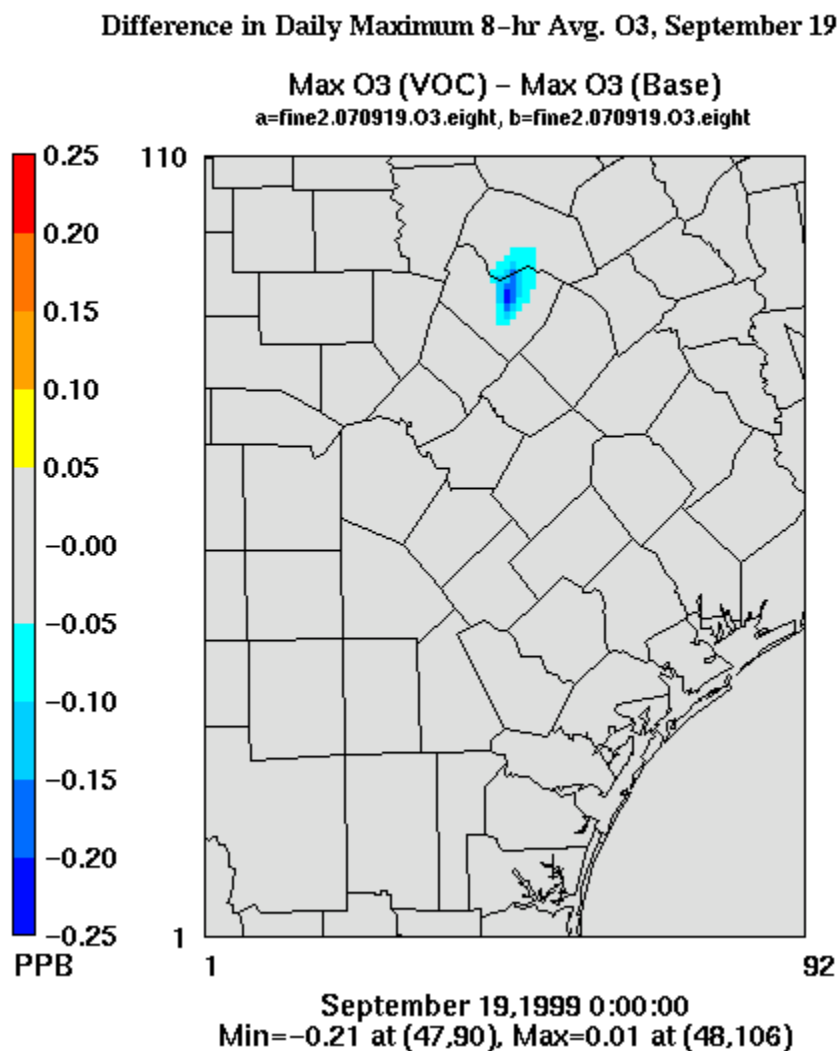 Difference in Daily Maximum 8-hr Avg. O3, September 19
Max O3 (VOC) – Max O3 (Base)
a=fine2.070919.O3.eight, b=fine2.070919.O3.eight
0.25
0.20
0.15
0.10
0.05
-0.00
-0.05
-0.10
-0.15
-0.20
-0.25
PPB
110
1
1
92
September 19,1999 0:00:00
Min=-0.21 at (47,90), Max=0.01 at (48,106)